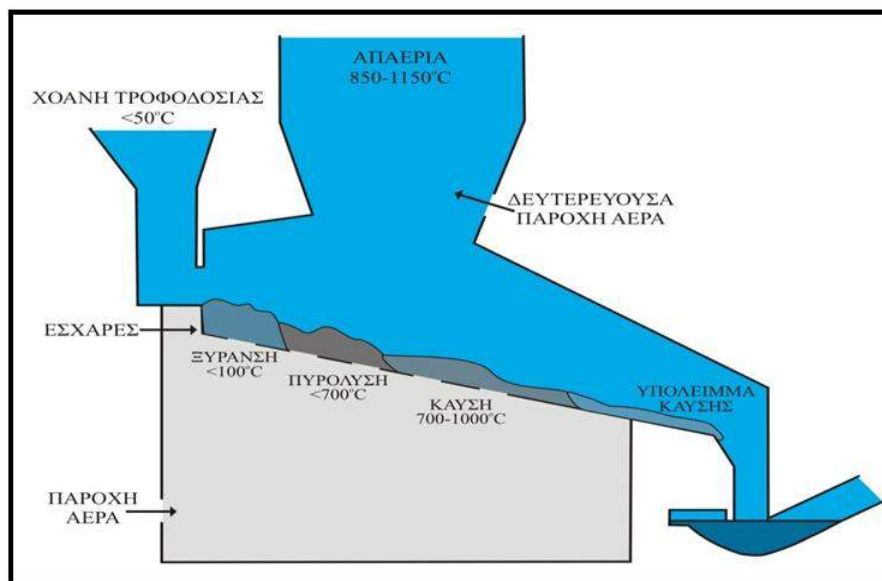 ΑΠΑΕΡΙΑ
850-1150°C
ΧΟΑΝΗ ΤΡΟΦΟΔΟΣΙΑΣ
<50°C
ΔΕΥΤΕΡΕΥΟΥΣΑ
ΠΑΡΟΧΗ ΑΕΡΑ
ΕΣΧΑΡΕΣ
ΞΥΡΑΝΣΗ
<100°C
ΠΥΡΟΛΥΣΗ
<700°C
ΚΑΥΣΗ
700-1000°C
ΥΠΟΛΕΙΜΜΑ
ΚΑΥΣΗΣ
ΠΑΡΟΧΗ
ΑΕΡΑ